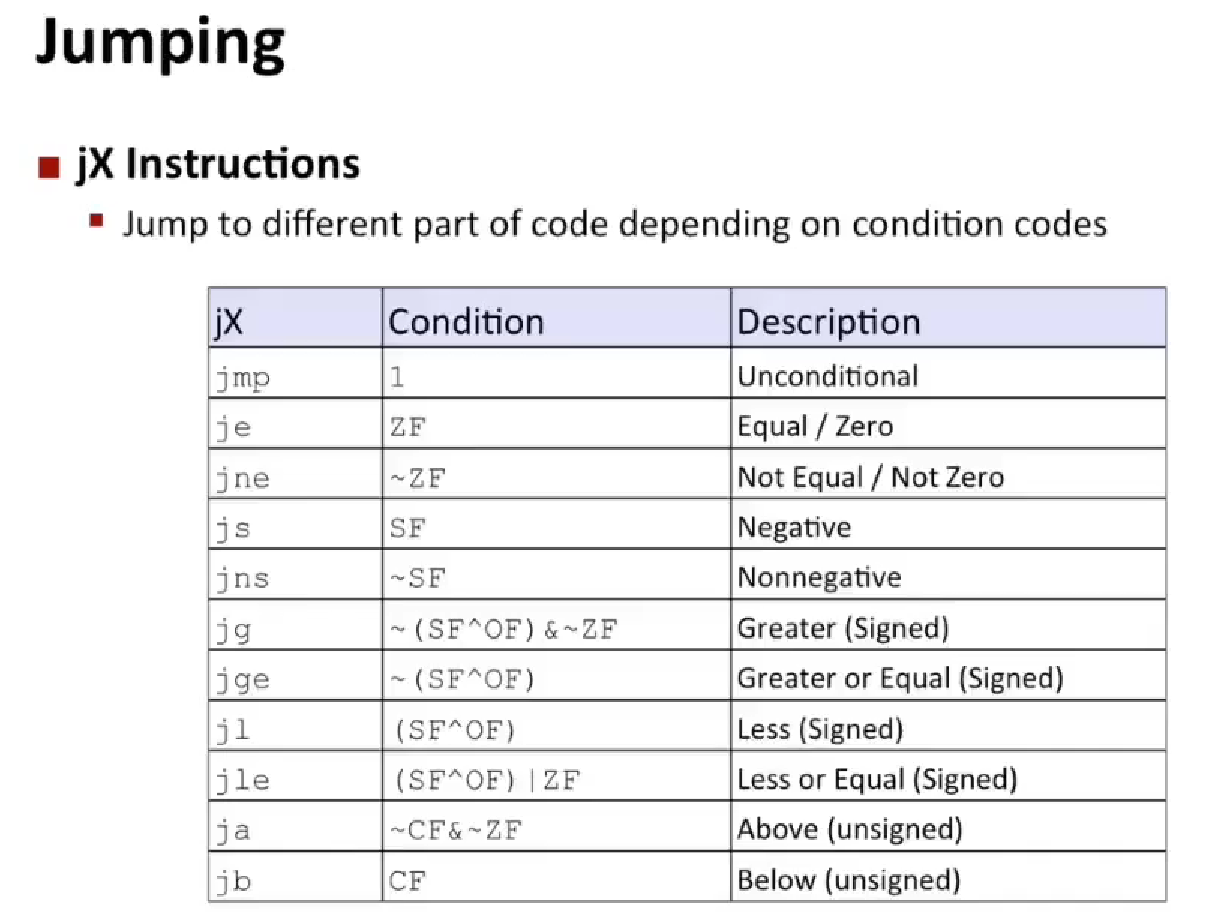 Jumping
jX Instructions
Jump to different part of code depending on condition codes
jX Condition Description
jmp 1 Unconditional
je ZF Equal / Zero
jne ~ZF Not Equal / Not Zero
js SF Negative
jns ~SF Nonnegative
jg ~(SF^OF)&~ZF Greater (Signed)
jge ~(SF^OF) Greater or Equal (Signed)
jl (SF^OF) Less (Signed)
jle (SF^OF)|ZF Less or Equal (Signed)
ja ~CF&~ZF Above (unsigned)
jb CF Below (unsigned)